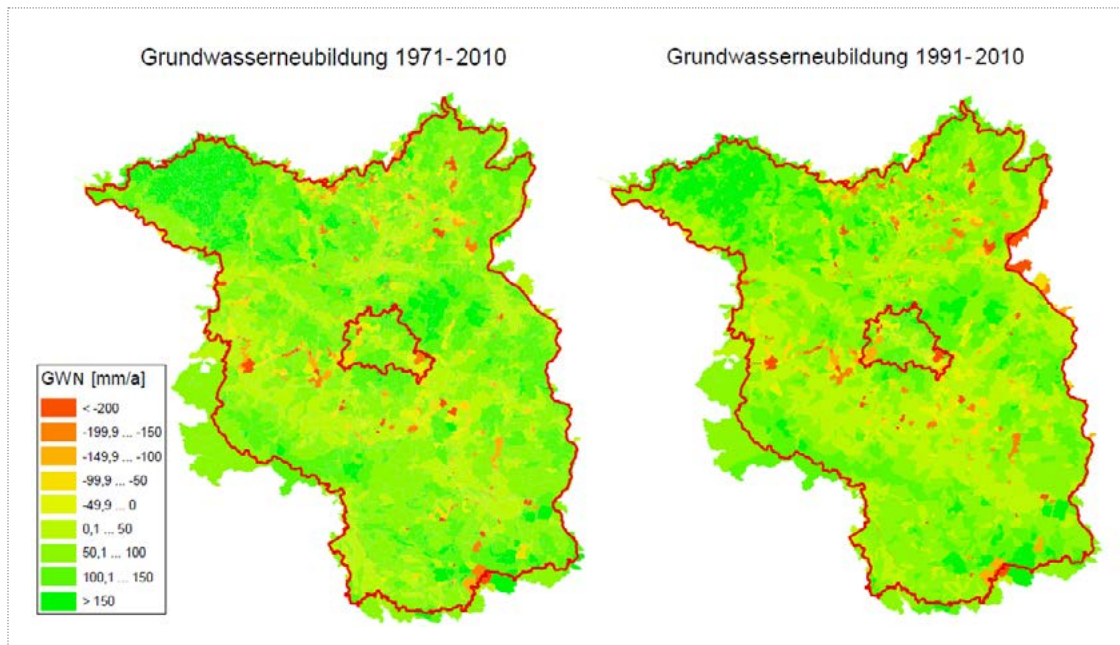 Grundwasserneubildung 1971-2010
Grundwasserneubildung 1991-2010
GWN [mm/a]
< -200
-199,9 ... -150
-149,9 ... -100
-99,9 ... -50
-49,9 ... 0
0,1 ... 50
50,1 ... 100
100,1 ... 150
> 150